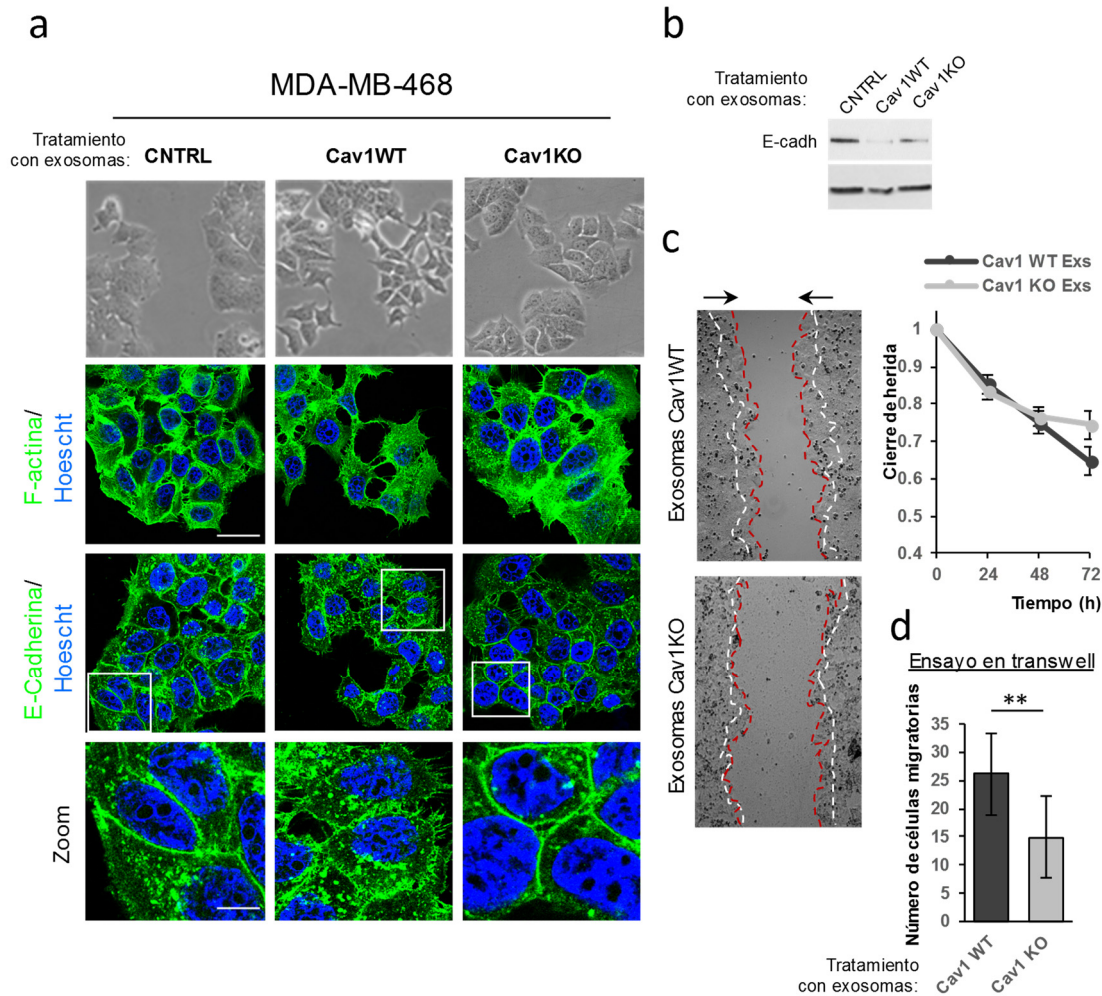 a
MDA-MB-468
Tratamiento
con exosomas:
CNTRL
Cav1WT
Cav1KO
F-actina/
Hoescht
E-Cadherina/
Hoescht
Zoom
b
Tratamiento
con exosomas:
CNTRL
Cav1WT
Cav1KO
E-cadh
c
Exosomas Cav1WT
Exosomas Cav1KO
Cav1 WT Exs
Cav1 KO Exs
Cierre de herida
1
0.9
0.8
0.7
0.6
0.5
0.4
0 24 48 72
Tiempo (h)
d
Ensayo en transwell
**
Número de células migratorias
35
30
25
20
15
10
5
0
Tratamiento
con exosomas:
Cav1 WT
Cav1 KO